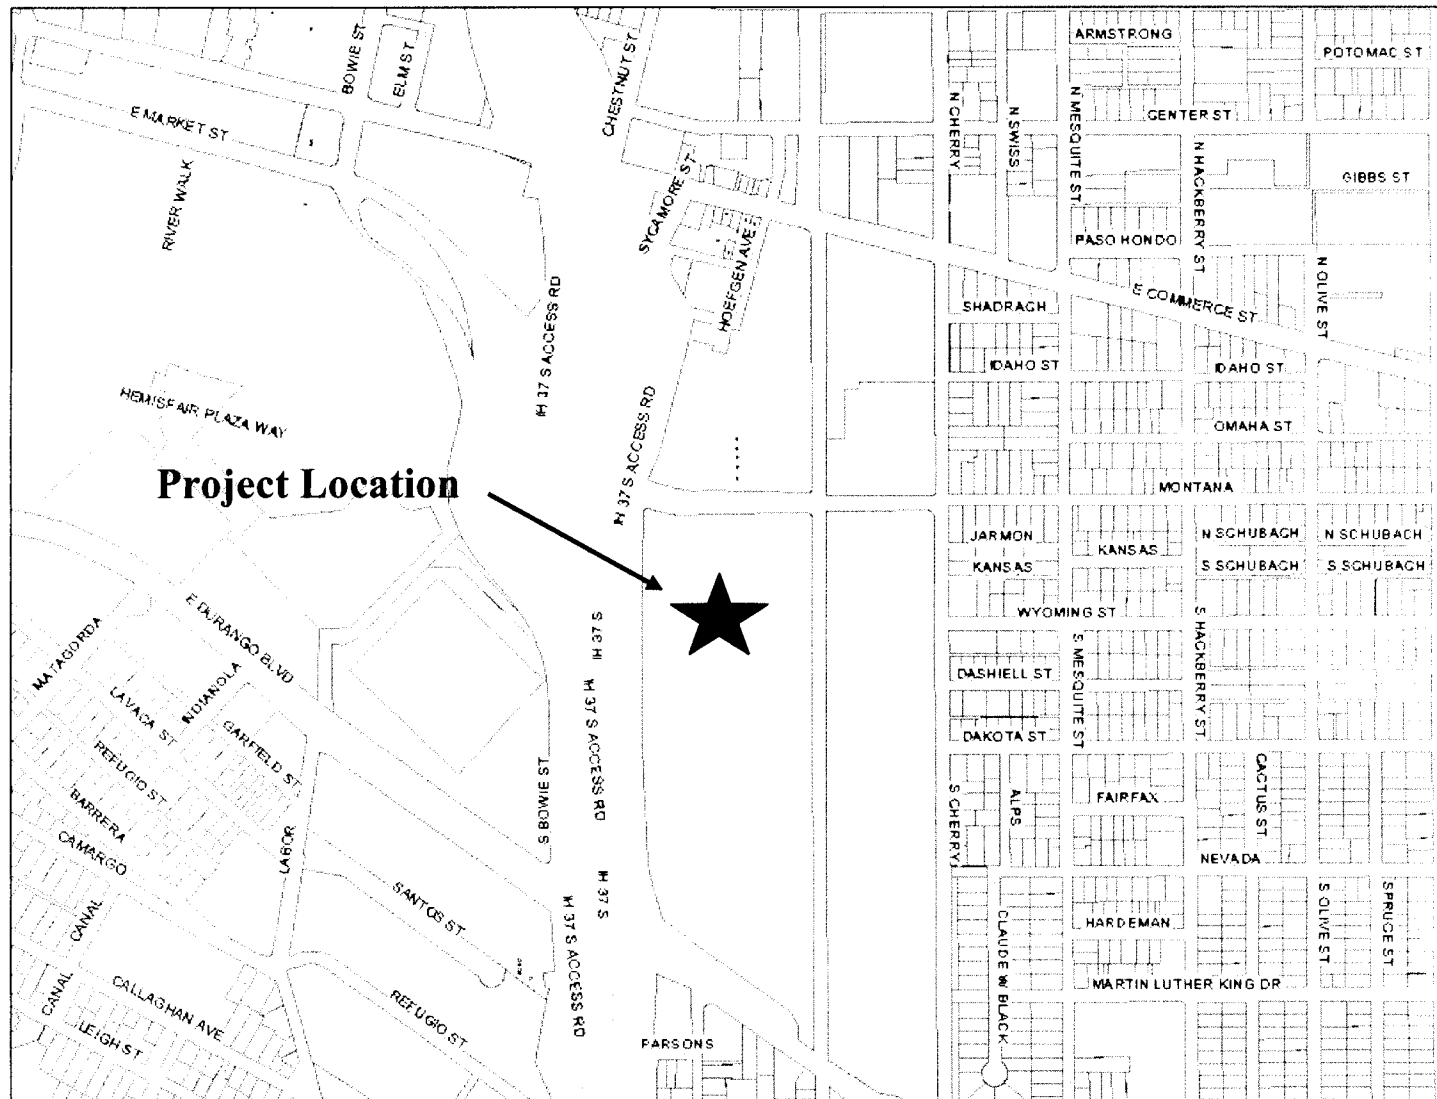 ARMSTRONG
POTOMAC ST
BOWIE ST
ELM ST
CHESTNUT ST
N CHERRY
N SWISS
N MESQUITE ST
CENTER ST
E MARKET ST
RIVER WALK
SYCAMORE ST
N HACKBERRY ST
GIBBS ST
PASO HONDO
HOEFGEN AVE
N OLIVE ST
E COMMERCE ST
SHADRACH
IH 37 S ACCESS RD
IDAHO ST
IDAHO ST
HEMISFAIR PLAZA WAY
IH 37 S ACCESS RD
OMAHA ST
Project Location
MONTANA
JARMON
KANSAS
N SCHUBACH
N SCHUBACH
KANSAS
S SCHUBACH
S SCHUBACH
E DURANGO BLVD
WYOMING ST
MATAGORDA
IH 37 S
S MESQUITE ST
S HACKBERRY ST
INDIANOLA
LAVACA ST
DASHIELL ST
GARFIELD ST
IH 37 S ACCESS RD
DAKOTA ST
REFUGIO ST
S BOWIE ST
BARRERA
S CHERRY
ALPS
FAIRFAX
CACTUS ST
CAMARGO
LABOR
NEVADA
SANTOS ST
IH 37 S
CANAL
IH 37 S ACCESS RD
CLAUDE W BLACK
HARDEMAN
S OLIVE ST
SPRUCE ST
CANAL
CALLAGHAN AVE
MARTIN LUTHER KING DR
REFUGIO ST
LEIGH ST
PARSONS